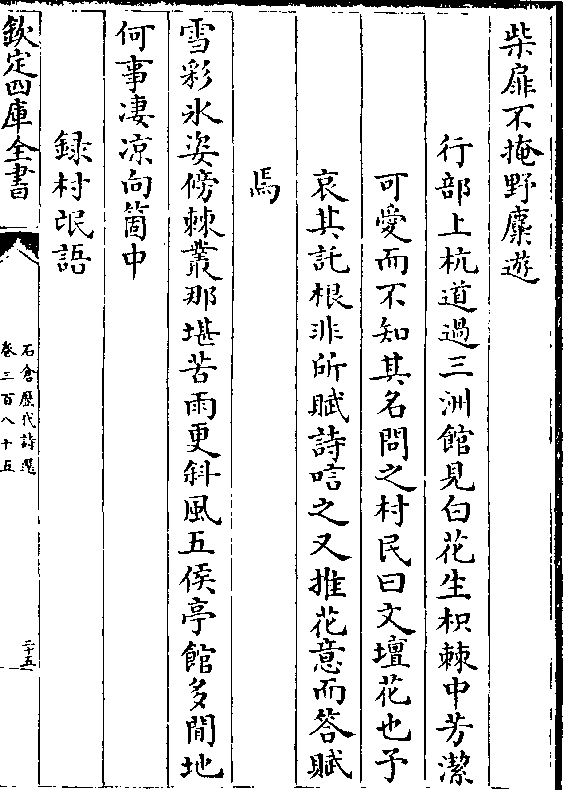 柴扉不掩野麋遊
行部上杭道過三洲館見白花生枳棘中芳潔
可愛而不知其名問之村民曰文壇花也予
哀其託根非所賦詩唁之又推花意而答賦
焉
雪彩氷姿傍棘叢那堪苦雨更斜風五侯亭館多閒地
何事凄凉向箇中
録村氓語
欽定四庫全書
石倉歷代詩選
卷三百八十五
二十五